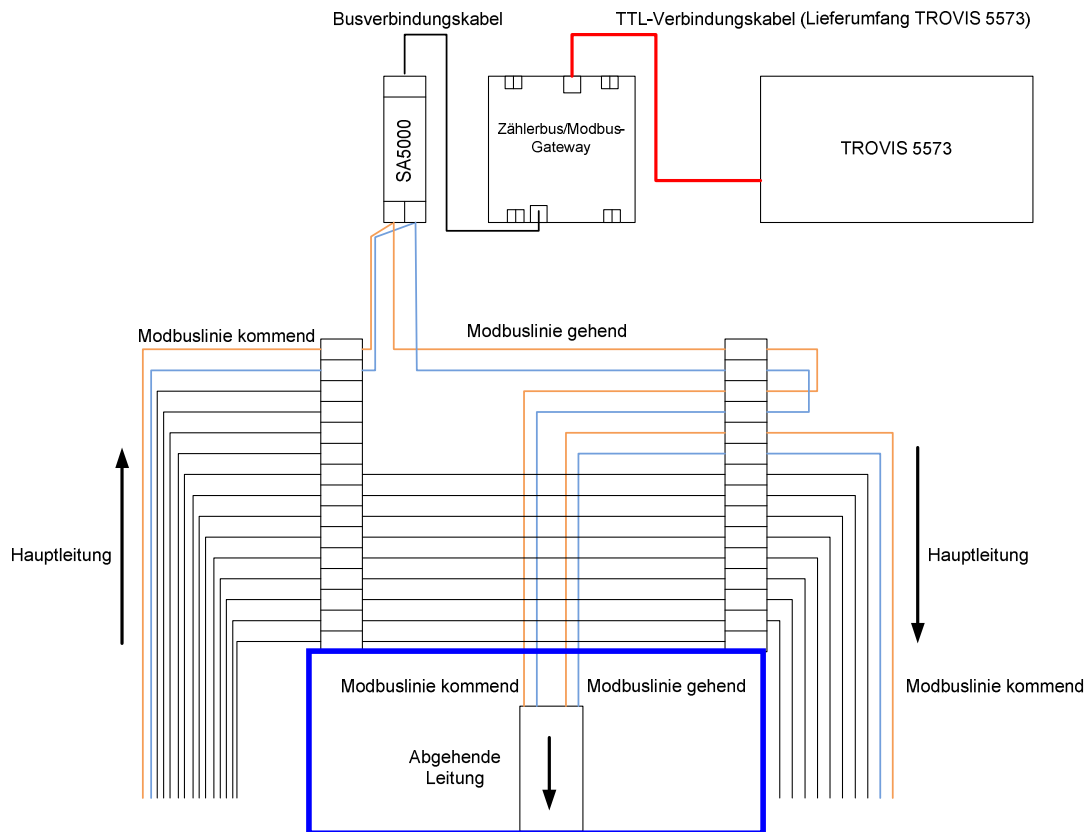 Busverbindungskabel
TTL-Verbindungskabel (Lieferumfang TROVIS 5573)
SA5000
Zählerbus/Modbus-
Gateway
TROVIS 5573
Modbuslinie kommend
Modbuslinie gehend
Hauptleitung
Hauptleitung
Modbuslinie kommend
Modbuslinie gehend
Modbuslinie kommend
Abgehende
Leitung